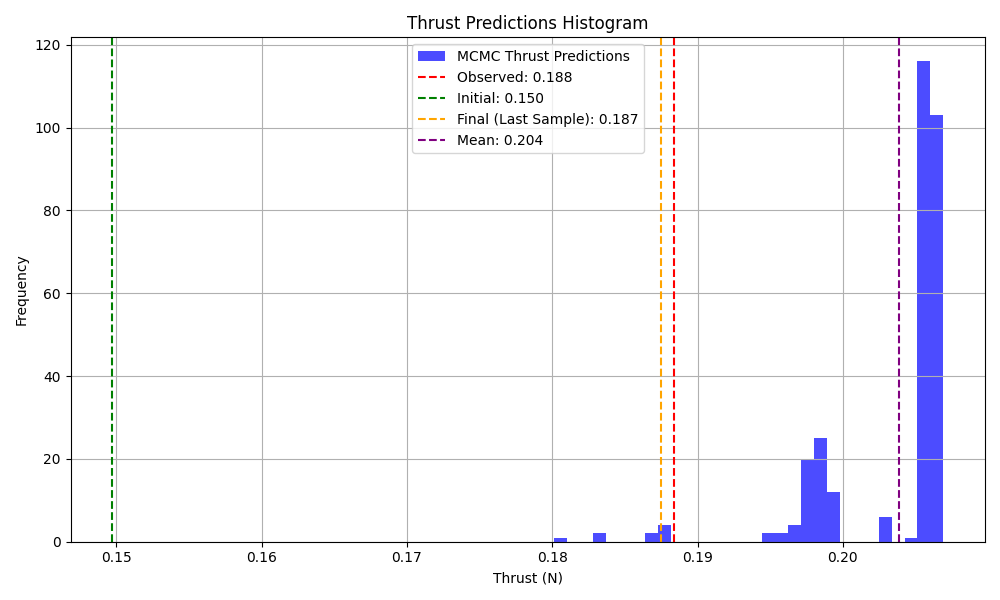 Thrust Predictions Histogram
MCMC Thrust Predictions
Observed: 0.188
Initial: 0.150
Final (Last Sample): 0.187
Mean: 0.204
Frequency
120
100
80
60
40
20
0
0.15 0.16 0.17 0.18 0.19 0.20
Thrust (N)